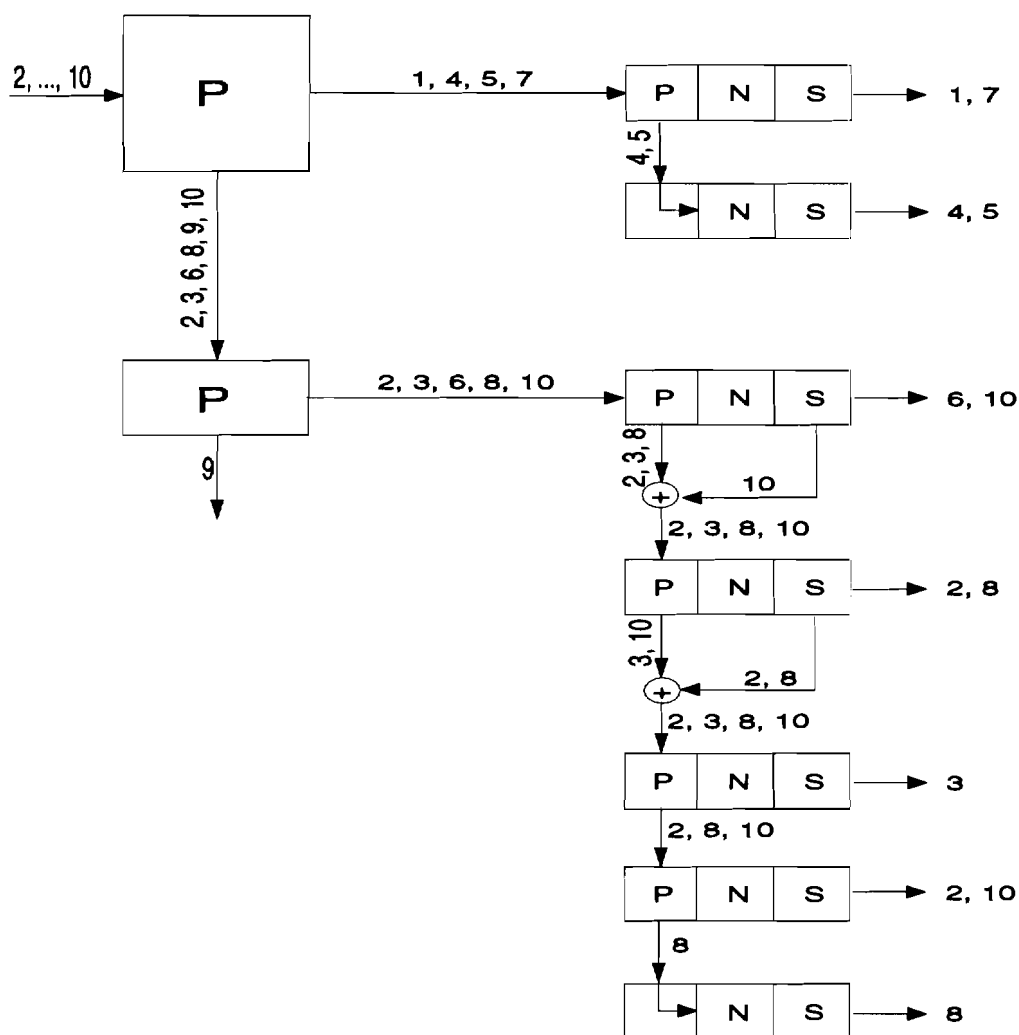 2, ..., 10
P
1, 4, 5, 7
P N S
1, 7
4, 5
N S
4, 5
2, 3, 6, 8, 9, 10
P
2, 3, 6, 8, 10
P N S
6, 10
9
2, 3, 8
10
+
2, 3, 8, 10
P N S
2, 8
3, 10
2, 8
+
2, 3, 8, 10
P N S
3
2, 8, 10
P N S
2, 10
8
N S
8